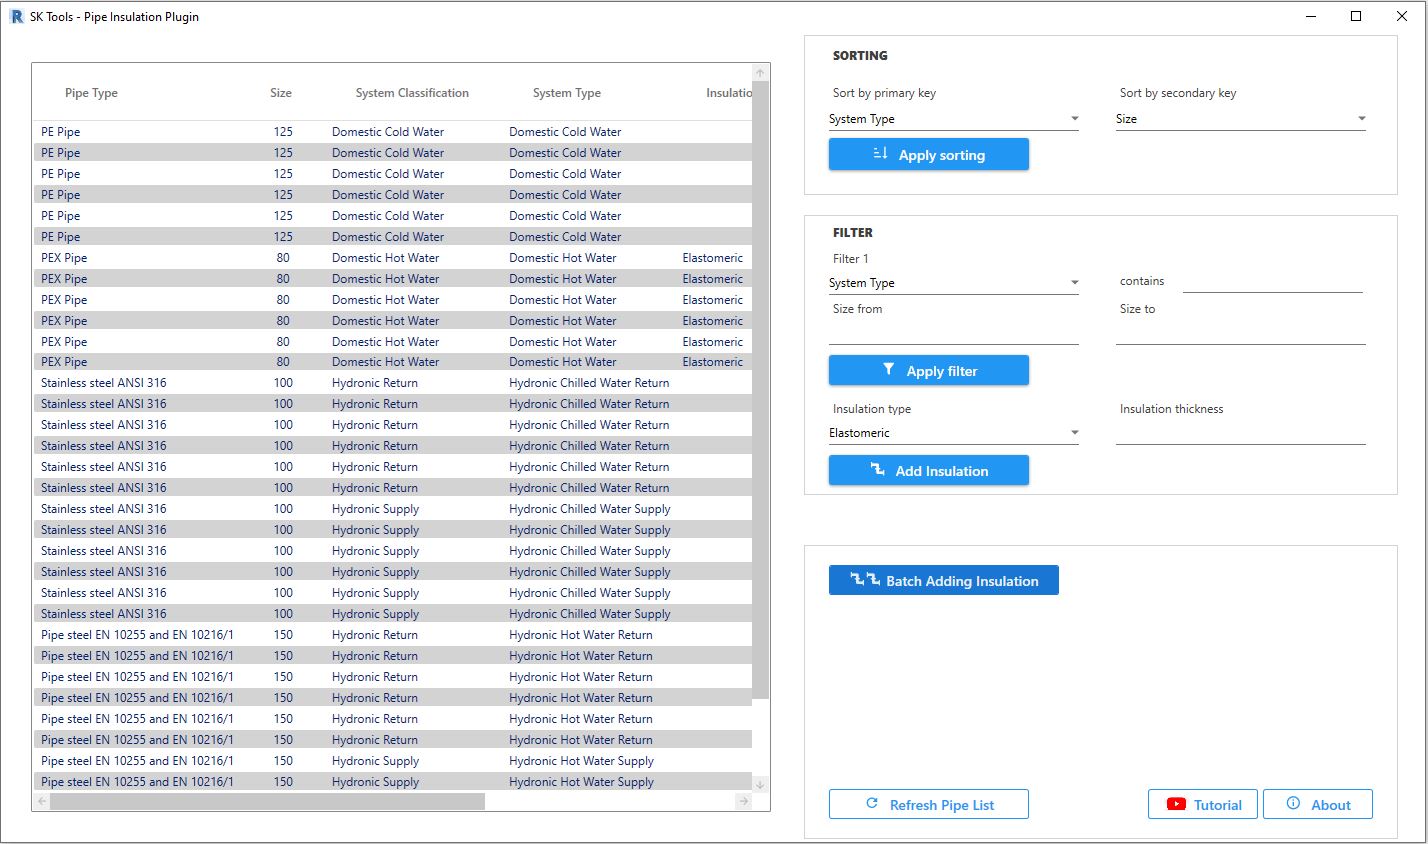 SK Tools - Pipe Insulation Plugin
Pipe Type Size System Classification System Type Insulatio
PE Pipe 125 Domestic Cold Water Domestic Cold Water
PE Pipe 125 Domestic Cold Water Domestic Cold Water
PE Pipe 125 Domestic Cold Water Domestic Cold Water
PE Pipe 125 Domestic Cold Water Domestic Cold Water
PE Pipe 125 Domestic Cold Water Domestic Cold Water
PE Pipe 125 Domestic Cold Water Domestic Cold Water
PEX Pipe 80 Domestic Hot Water Domestic Hot Water Elastomeric
PEX Pipe 80 Domestic Hot Water Domestic Hot Water Elastomeric
PEX Pipe 80 Domestic Hot Water Domestic Hot Water Elastomeric
PEX Pipe 80 Domestic Hot Water Domestic Hot Water Elastomeric
PEX Pipe 80 Domestic Hot Water Domestic Hot Water Elastomeric
PEX Pipe 80 Domestic Hot Water Domestic Hot Water Elastomeric
Stainless steel ANSI 316 100 Hydronic Return Hydronic Chilled Water Return
Stainless steel ANSI 316 100 Hydronic Return Hydronic Chilled Water Return
Stainless steel ANSI 316 100 Hydronic Return Hydronic Chilled Water Return
Stainless steel ANSI 316 100 Hydronic Return Hydronic Chilled Water Return
Stainless steel ANSI 316 100 Hydronic Return Hydronic Chilled Water Return
Stainless steel ANSI 316 100 Hydronic Return Hydronic Chilled Water Return
Stainless steel ANSI 316 100 Hydronic Supply Hydronic Chilled Water Supply
Stainless steel ANSI 316 100 Hydronic Supply Hydronic Chilled Water Supply
Stainless steel ANSI 316 100 Hydronic Supply Hydronic Chilled Water Supply
Stainless steel ANSI 316 100 Hydronic Supply Hydronic Chilled Water Supply
Stainless steel ANSI 316 100 Hydronic Supply Hydronic Chilled Water Supply
Stainless steel ANSI 316 100 Hydronic Supply Hydronic Chilled Water Supply
Pipe steel EN 10255 and EN 10216/1 150 Hydronic Return Hydronic Hot Water Return
Pipe steel EN 10255 and EN 10216/1 150 Hydronic Return Hydronic Hot Water Return
Pipe steel EN 10255 and EN 10216/1 150 Hydronic Return Hydronic Hot Water Return
Pipe steel EN 10255 and EN 10216/1 150 Hydronic Return Hydronic Hot Water Return
Pipe steel EN 10255 and EN 10216/1 150 Hydronic Return Hydronic Hot Water Return
Pipe steel EN 10255 and EN 10216/1 150 Hydronic Return Hydronic Hot Water Return
Pipe steel EN 10255 and EN 10216/1 150 Hydronic Supply Hydronic Hot Water Supply
Pipe steel EN 10255 and EN 10216/1 150 Hydronic Supply Hydronic Hot Water Supply
SORTING
Sort by primary key Sort by secondary key
System Type Size
Apply sorting
FILTER
Filter 1
System Type contains
Size from Size to
Apply filter
Insulation type Insulation thickness
Elastomeric
Add Insulation
Batch Adding Insulation
Refresh Pipe List Tutorial About